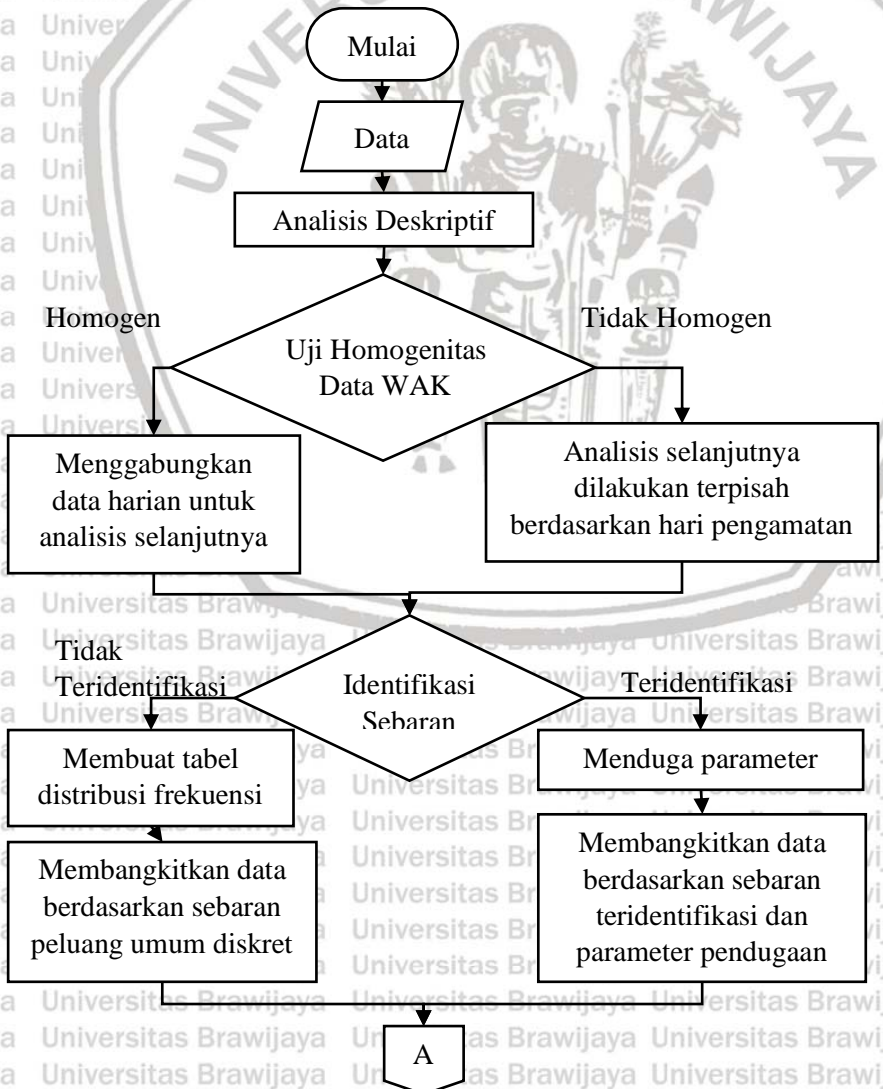 Mulai
Data
Analisis Deskriptif
Homogen
Tidak Homogen
Uji Homogenitas
Data WAK
Menggabungkan
data harian untuk
analisis selanjutnya
Analisis selanjutnya
dilakukan terpisah
berdasarkan hari pengamatan
Tidak
Teridentifikasi
Identifikasi
Sebaran
Teridentifikasi
Membuat tabel
distribusi frekuensi
Menduga parameter
Membangkitkan data
berdasarkan sebaran
peluang umum diskret
Membangkitkan data
berdasarkan sebaran
teridentifikasi dan
parameter pendugaan
A